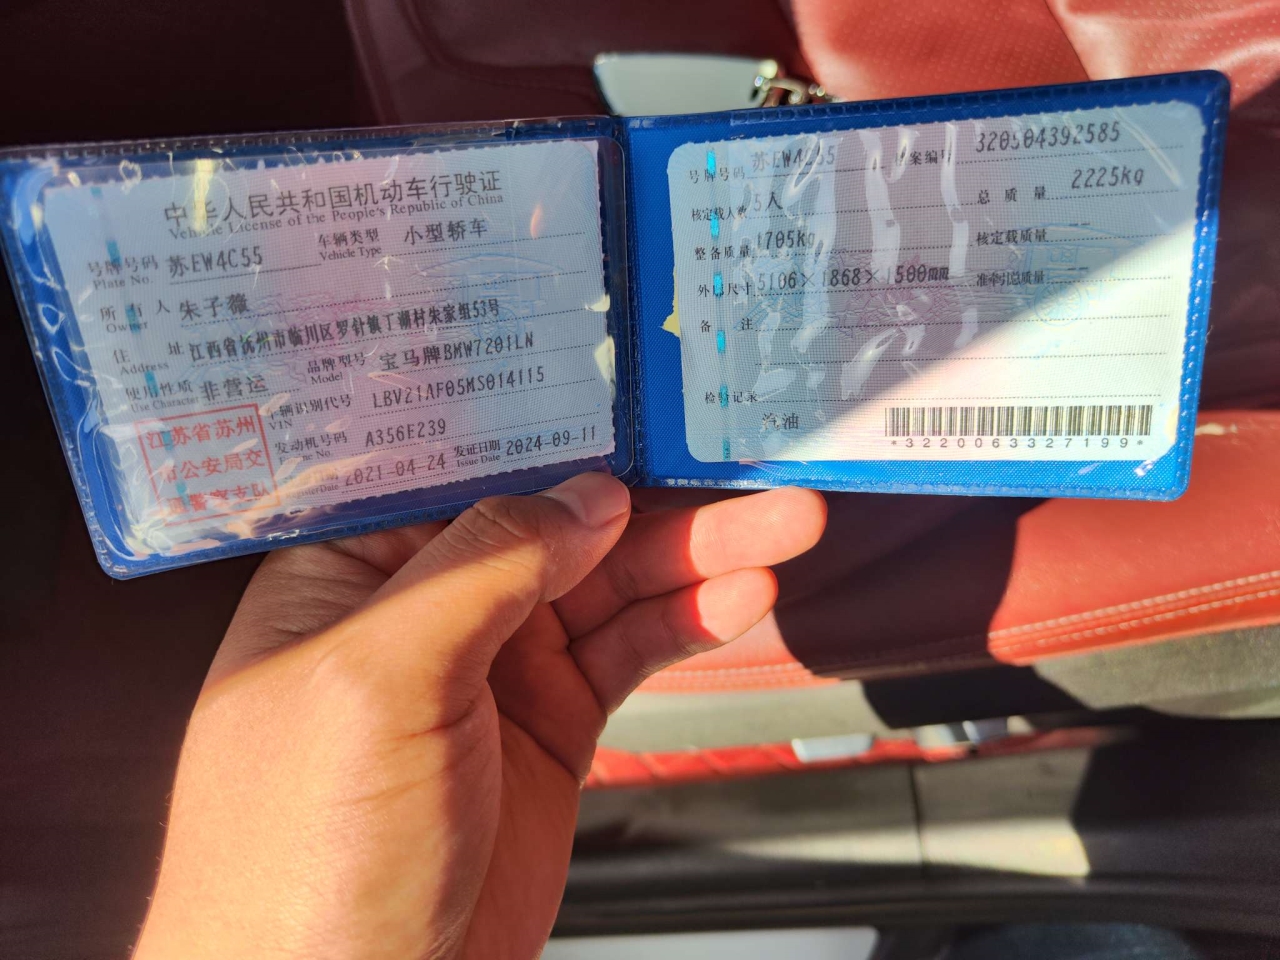 中华人民共和国机动车行驶证
Vehicle License of the People's Republic of China
号牌号码 苏EW4C55 车辆类型 小型轿车
Plate No. Vehicle Type
所有人 朱子薇
Owner
住址 江西省抚州市临川区罗针镇丁湖村朱家组53号
Address
使用性质 非营运 品牌型号 宝马牌BMW7201LN
Use Character Model
车辆识别代号 LBV21AF05MS014115
VIN
发动机号码 A356E239
Engine No.
2021-04-24 发证日期 2024-09-11
Issue Date
江苏省苏州
市公安局交
通警察支队
号牌号码 苏EW4 档案编号 320504392585
核定载人数 5人 总质量 2225kg
整备质量 1705kg 核定载质量 --
外廓尺寸 5106×1868×1500mm 准牵引总质量 --
备注
检验记录
汽油
*3220063327199*